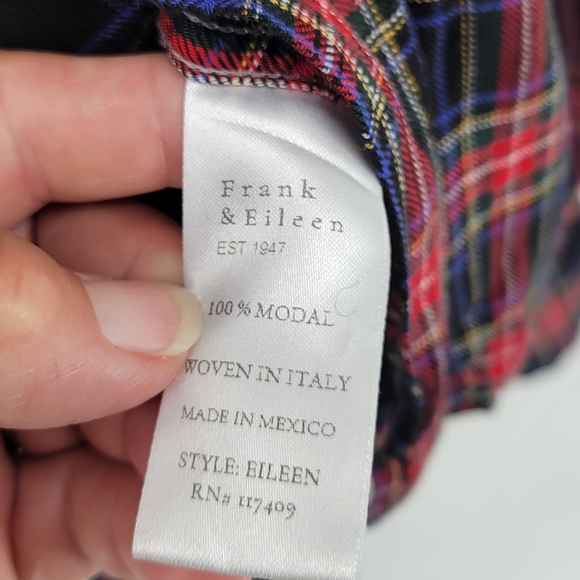 Frank
& Eileen
EST 1947
100% MODAL
WOVEN IN ITALY
MADE IN MEXICO
STYLE: EILEEN
RN# 117409